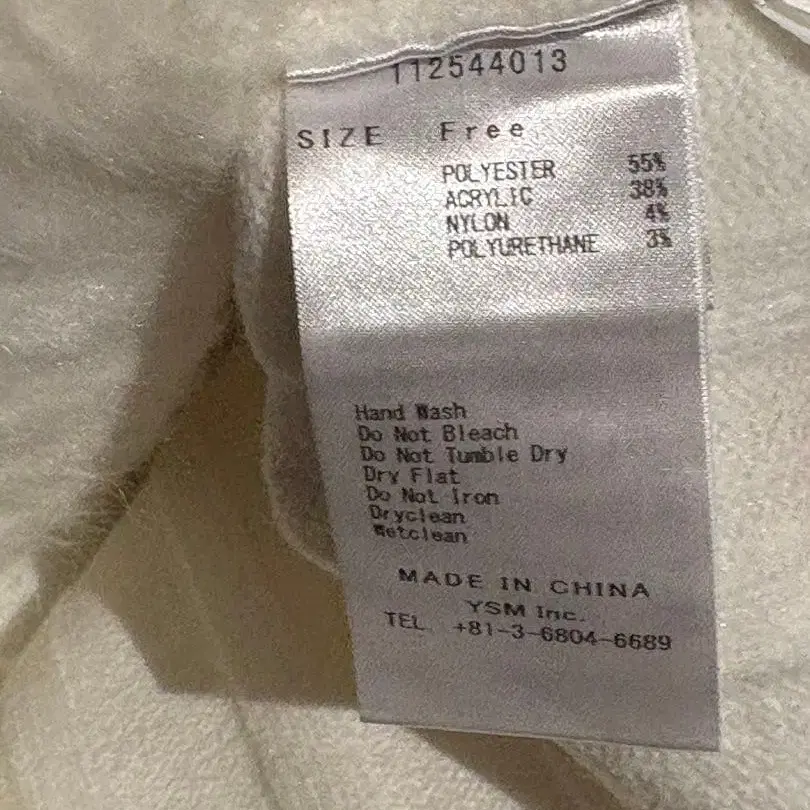 112544013
SIZE Free
POLYESTER 55%
ACRYLIC 38%
NYLON 4%
POLYURETHANE 3%
Hand Wash
Do Not Bleach
Do Not Tumble Dry
Dry Flat
Do Not Iron
Dryclean
Wetclean
MADE IN CHINA
YSM Inc.
TEL +81-3-6804-6689